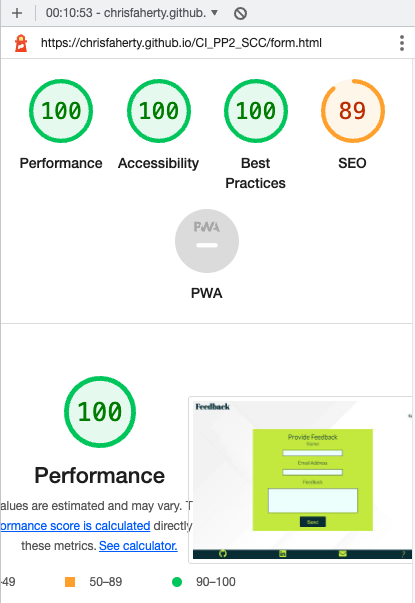 00:10:53 - chrisfaherty.github.
https://chrisfaherty.github.io/CI_PP2_SCC/form.html
100 100 100 89
Performance Accessibility Best Practices SEO
PWA
PWA
100
Performance
alues are estimated and may vary. T
ormance score is calculated directly
these metrics. See calculator.
-49 50–89 90–100
Feedback
Provide Feedback
Name
Email Address
Feedback
Send